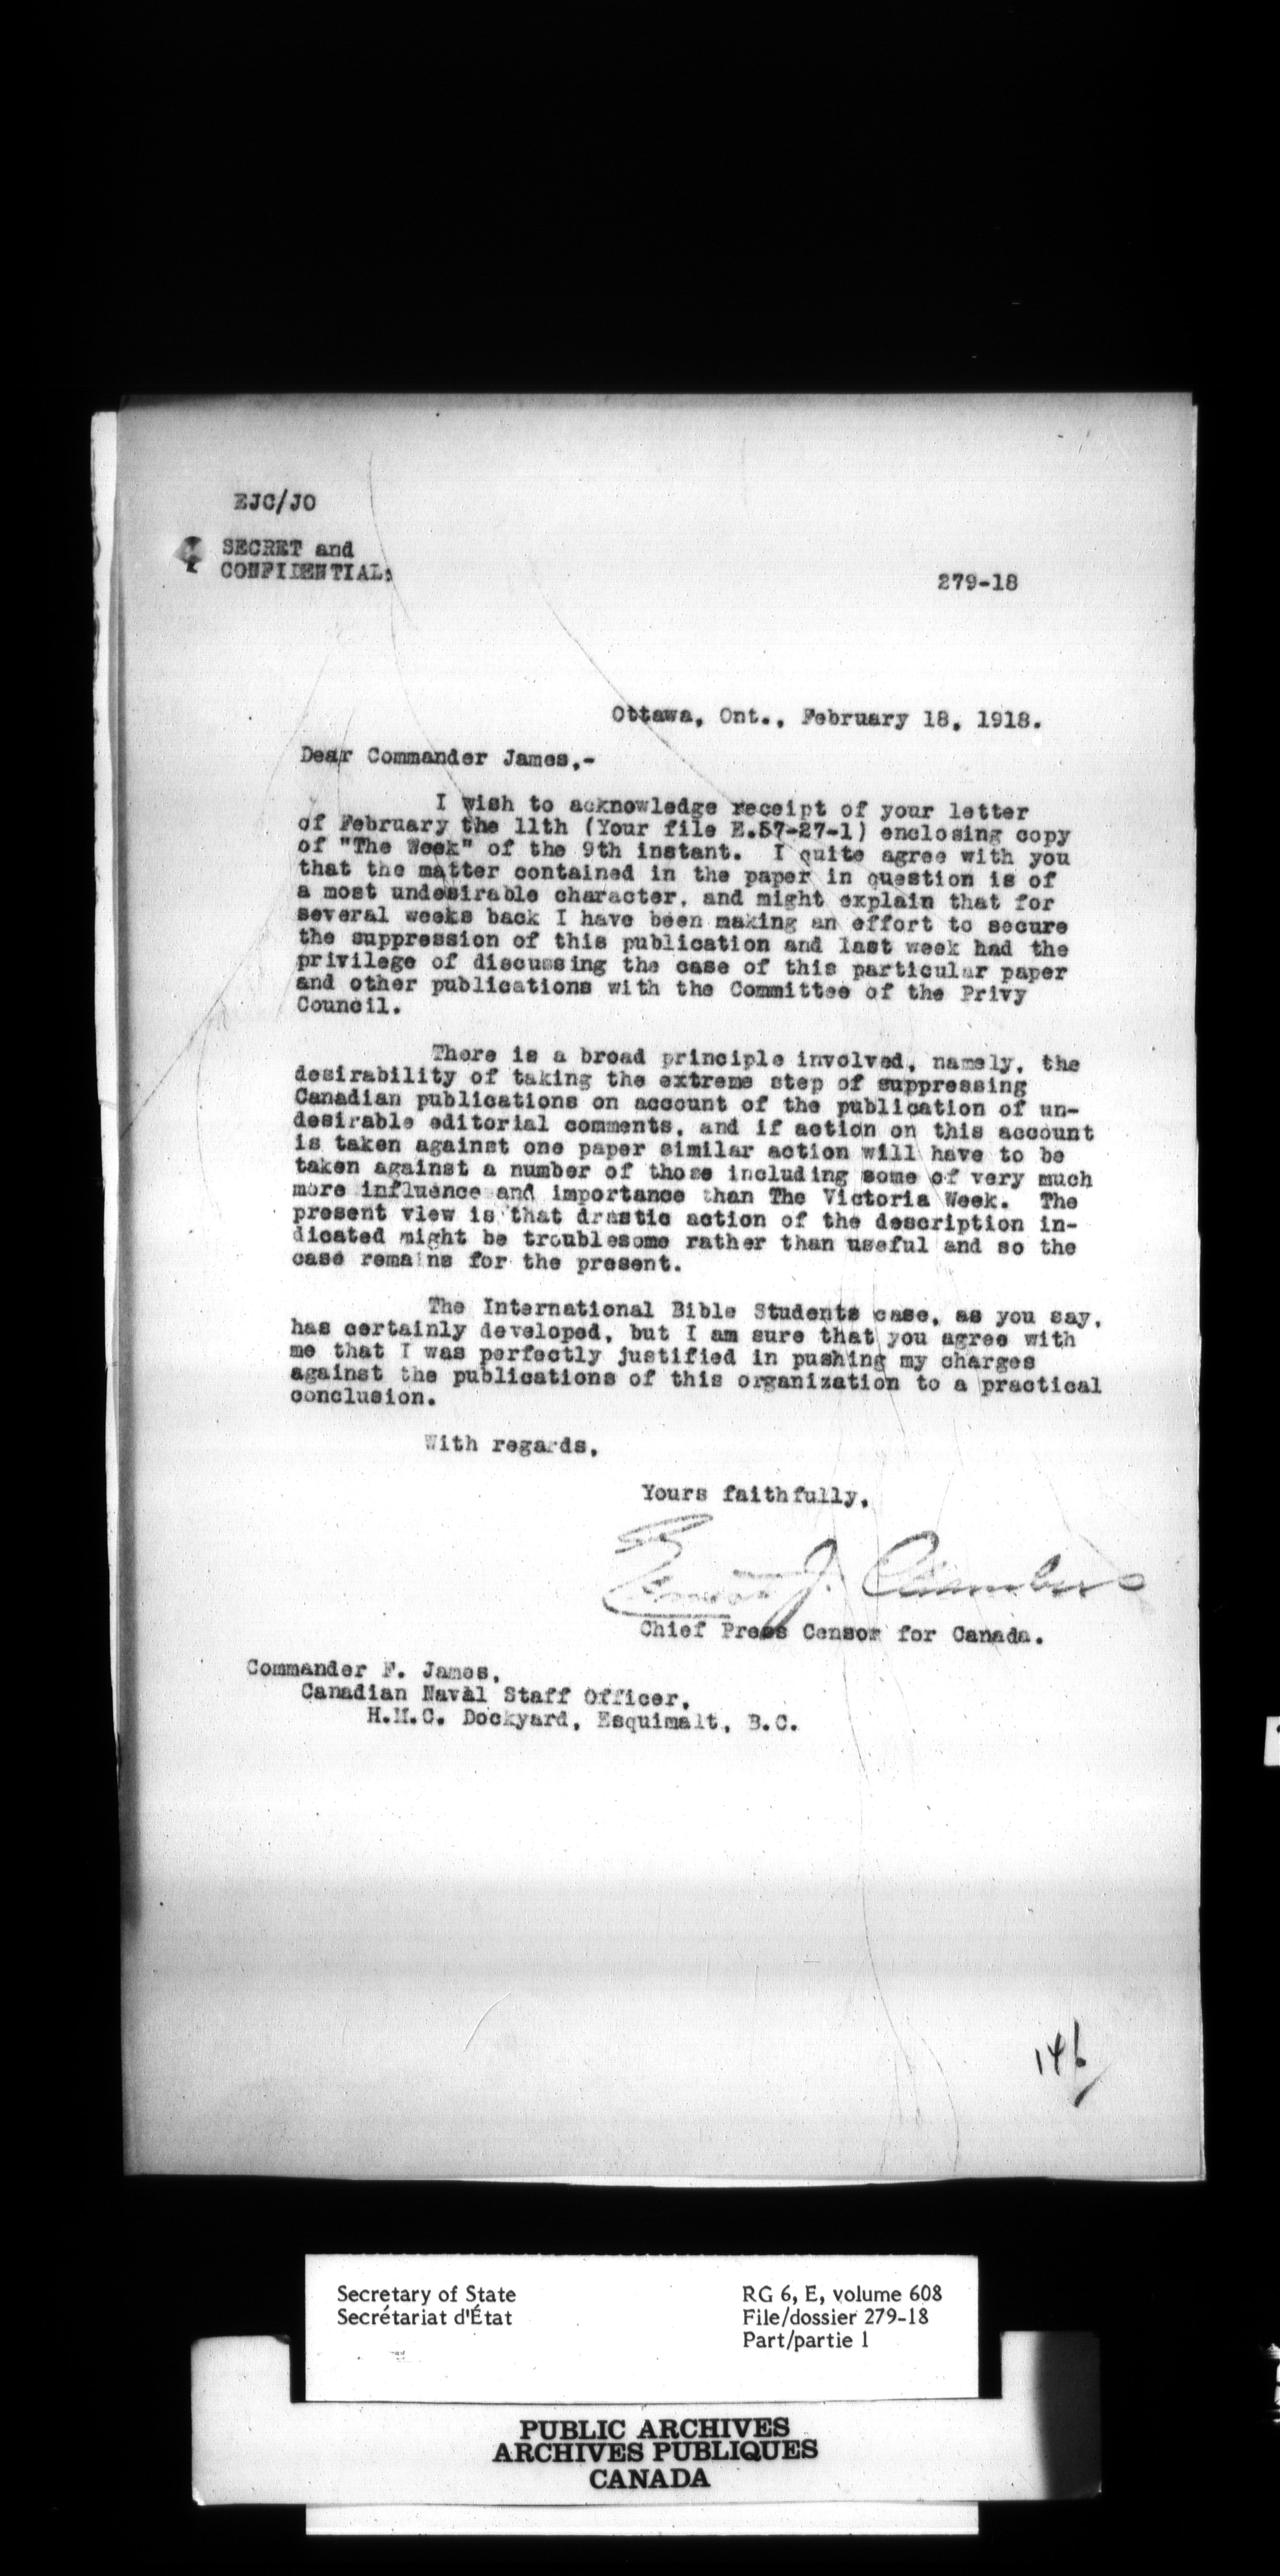 EJC/JO
SECRET and
CONFIDENTIAL:
279-18
Ottawa, Ont., February 18, 1918.
Dear Commander James,-
I wish to acknowledge receipt of your letter
of February the 11th (Your file E.57-27-1) enclosing copy
of "The Week" of the 9th instant. I quite agree with you
that the matter contained in the paper in question is of
a most undesirable character, and might explain that for
several weeks back I have been making an effort to secure
the suppression of this publication and last week had the
privilege of discussing the case of this particular paper
and other publications with the Committee of the Privy
Council.
There is a broad principle involved, namely, the
desirability of taking the extreme step of suppressing
Canadian publications on account of the publication of un-
desirable editorial comments, and if action on this account
is taken against one paper similar action will have to be
taken against a number of those including some of very much
more influence and importance than The Victoria Week. The
present view is that drastic action of the description in-
dicated might be troublesome rather than useful and so the
case remains for the present.
The International Bible Students case, as you say,
has certainly developed, but I am sure that you agree with
me that I was perfectly justified in pushing my charges
against the publications of this organization to a practical
conclusion.
With regards,
Yours faithfully,
Ernest J. Chambers
Chief Press Censor for Canada.
Commander F. James,
Canadian Naval Staff Officer,
H.M.C. Dockyard, Esquimalt, B.C.
146
Secretary of State
Secrétariat d'État
RG 6, E, volume 608
File/dossier 279-18
Part/partie 1
PUBLIC ARCHIVES
ARCHIVES PUBLIQUES
CANADA